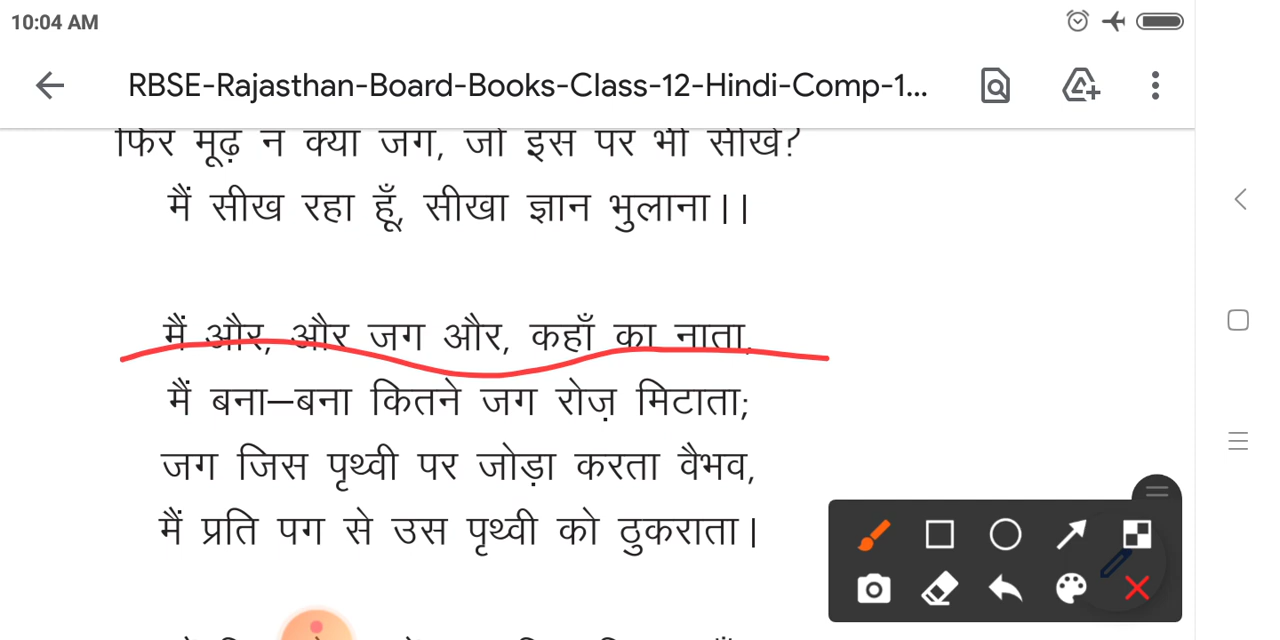 10:04 AM
RBSE-Rajasthan-Board-Books-Class-12-Hindi-Comp-1...
फिर मूढ़ न क्या जग, जो इस पर भी सीखे?
मैं सीख रहा हूँ, सीखा ज्ञान भुलाना।।
मैं और, और जग और, कहाँ का नाता,
मैं बना–बना कितने जग रोज़ मिटाता;
जग जिस पृथ्वी पर जोड़ा करता वैभव,
मैं प्रति पग से उस पृथ्वी को ठुकराता।